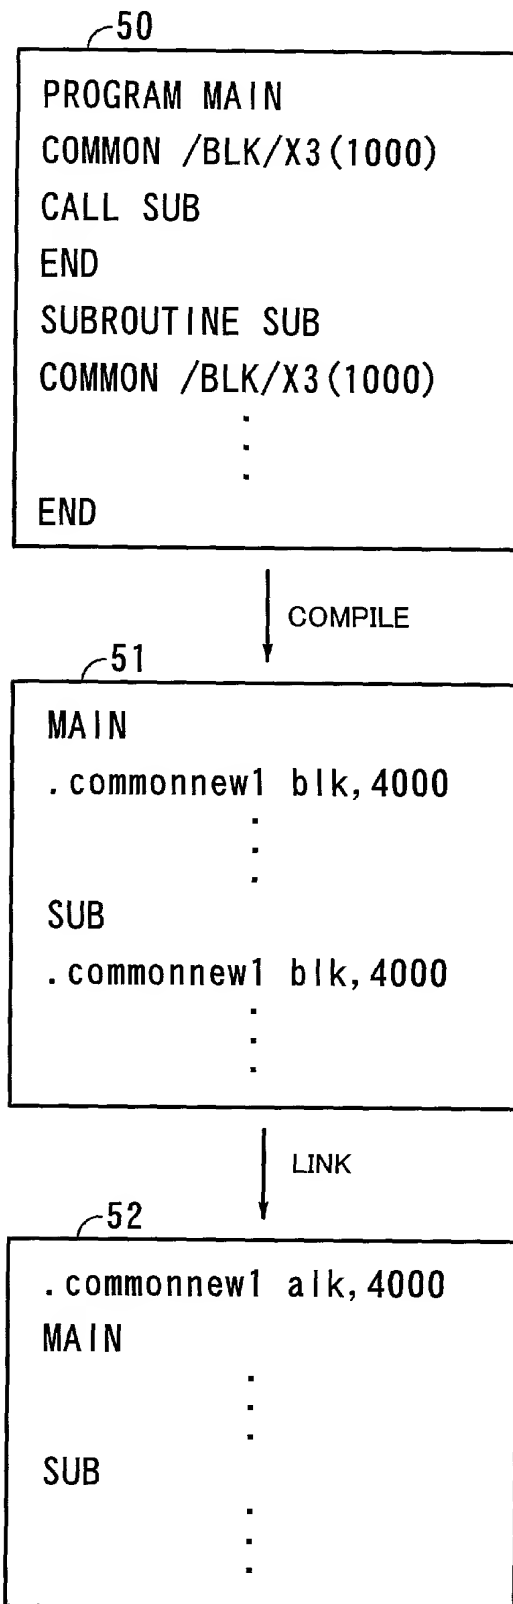 50
PROGRAM MAIN
COMMON /BLK/X3(1000)
CALL SUB
END
SUBROUTINE SUB
COMMON /BLK/X3(1000)
.
.
.
END
COMPILE
51
MAIN
.commonnew1 blk,4000
.
.
.
SUB
.commonnew1 blk,4000
.
.
.
LINK
52
.commonnew1 alk,4000
MAIN
.
.
.
SUB
.
.
.